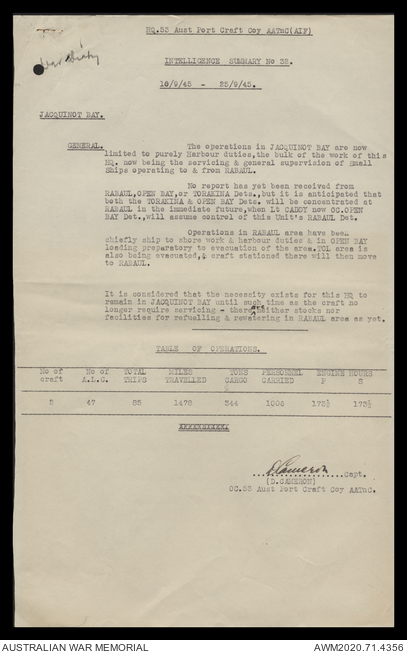 HQ.53 Aust Port Craft Coy AATnC(AIF)
War Diary
INTELLIGENCE SUMMARY No 32.
18/9/45 - 25/9/45.
JACQUINOT BAY.
GENERAL.
The operations in JACQUINOT BAY are now
limited to purely Harbour duties,the bulk of the work of this
HQ. now being the servicing & general supervision of small
Ships operating to & from RABAUL.
No report has yet been received from
RABAUL,OPEN BAY,or TORAKINA Dets.,but it is anticipated that
both the TORAKINA & OPEN BAY Dets. will be concentrated at
RABAUL in the immediate future,when Lt CADDY now OC.OPEN
BAY Det.,will assume control of this Unit's RABAUL Det.
Operations in RABAUL area have been
chiefly ship to shore work & harbour duties & in OPEN BAY
loading preparatory to evacuation of the area.TOL area is
also being evacuated,& craft stationed there will then move
to RABAUL.
It is considered that the necessity exists for this HQ to
remain in JACQUINOT BAY until such time as the craft no
longer require servicing - there are neither stocks nor
facilities for refuelling & rewatering in RABAUL area as yet.
TABLE OF OPERATIONS.
No of No of TOTAL MILES TONS PERSONNEL ENGINE HOURS
craft A.L.C. TRIPS TRAVELLED CARGO CARRIED P S
5 47 85 1478 344 1008 173½ 173½
D Cameron Capt.
(D.CAMERON)
OC.53 Aust Port Craft Coy AATnC.
AUSTRALIAN WAR MEMORIAL
AWM2020.71.4356